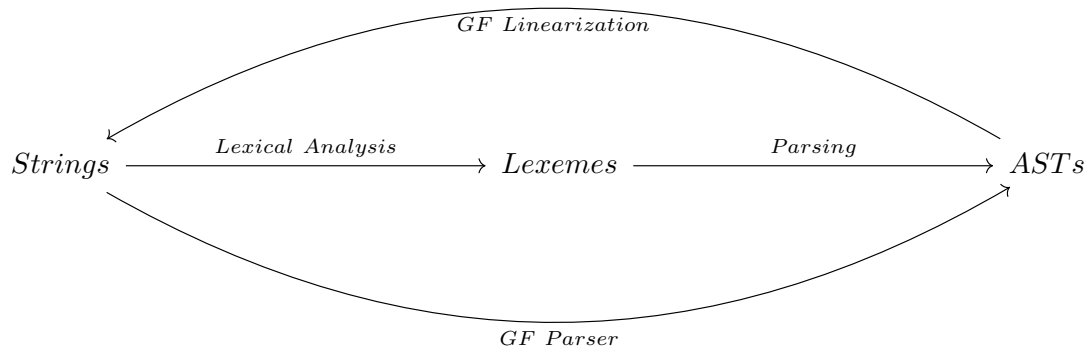 GF Linearization
Lexical Analysis
Parsing
Strings
Lexemes
ASTs
GF Parser